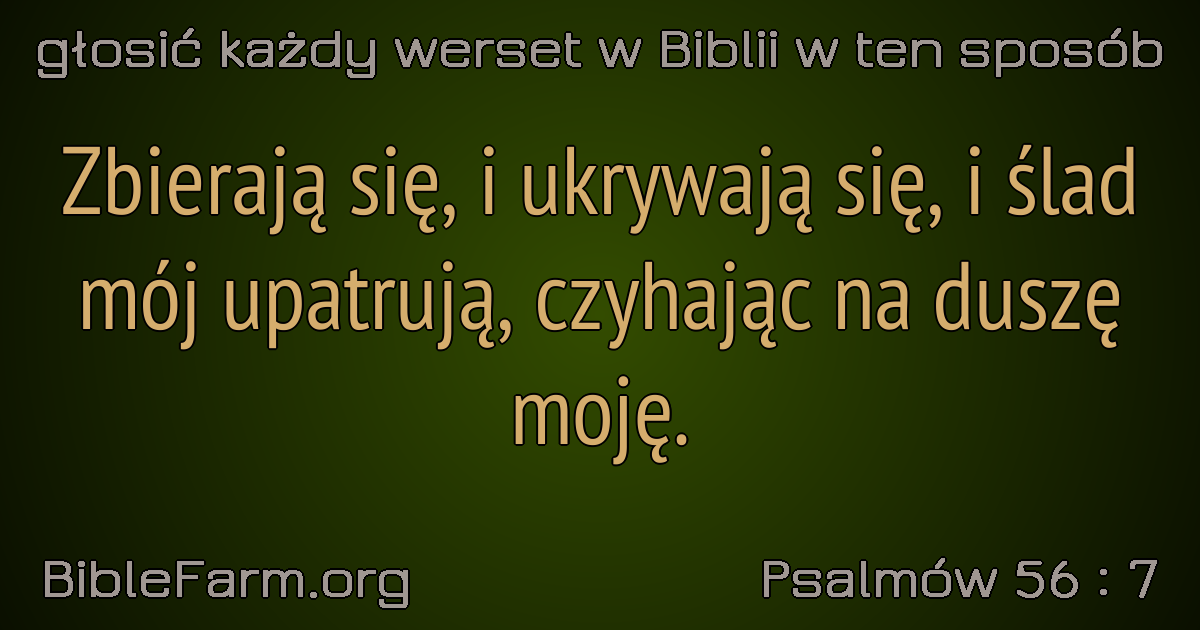 głosić każdy werset w Biblii w ten sposób
Zbierają się, i ukrywają się, i ślad
mój upatrują, czyhając na duszę
moję.
BibleFarm.org
Psalmów 56 : 7